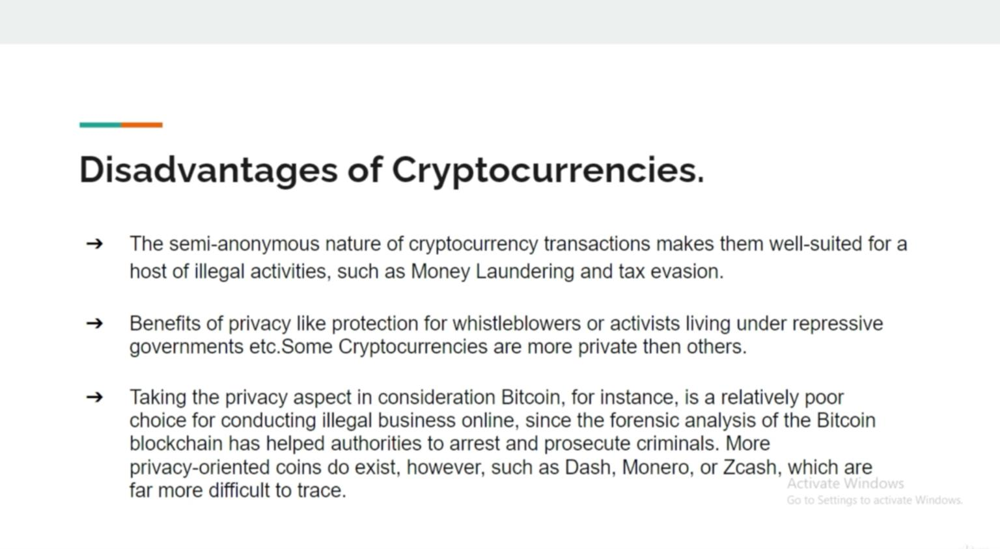 Disadvantages of Cryptocurrencies.
➔ The semi-anonymous nature of cryptocurrency transactions makes them well-suited for a
host of illegal activities, such as Money Laundering and tax evasion.
➔ Benefits of privacy like protection for whistleblowers or activists living under repressive
governments etc.Some Cryptocurrencies are more private then others.
➔ Taking the privacy aspect in consideration Bitcoin, for instance, is a relatively poor
choice for conducting illegal business online, since the forensic analysis of the Bitcoin
blockchain has helped authorities to arrest and prosecute criminals. More
privacy-oriented coins do exist, however, such as Dash, Monero, or Zcash, which are
far more difficult to trace.
Activate Windows
Go to Settings to activate Windows.